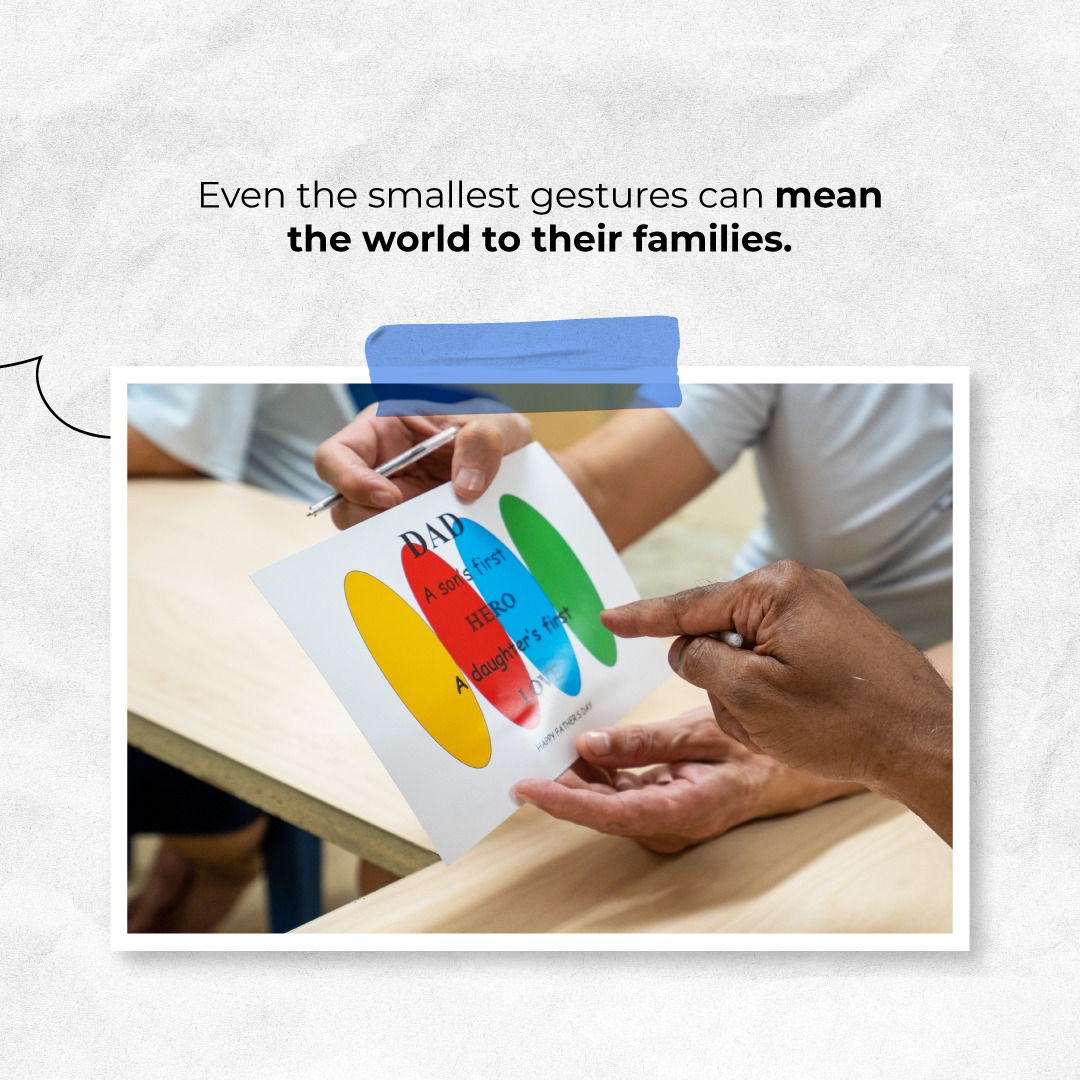 Even the smallest gestures can mean
the world to their families.
DAD
A son's first
HERO
A daughter's first
LOVE
HAPPY FATHER'S DAY